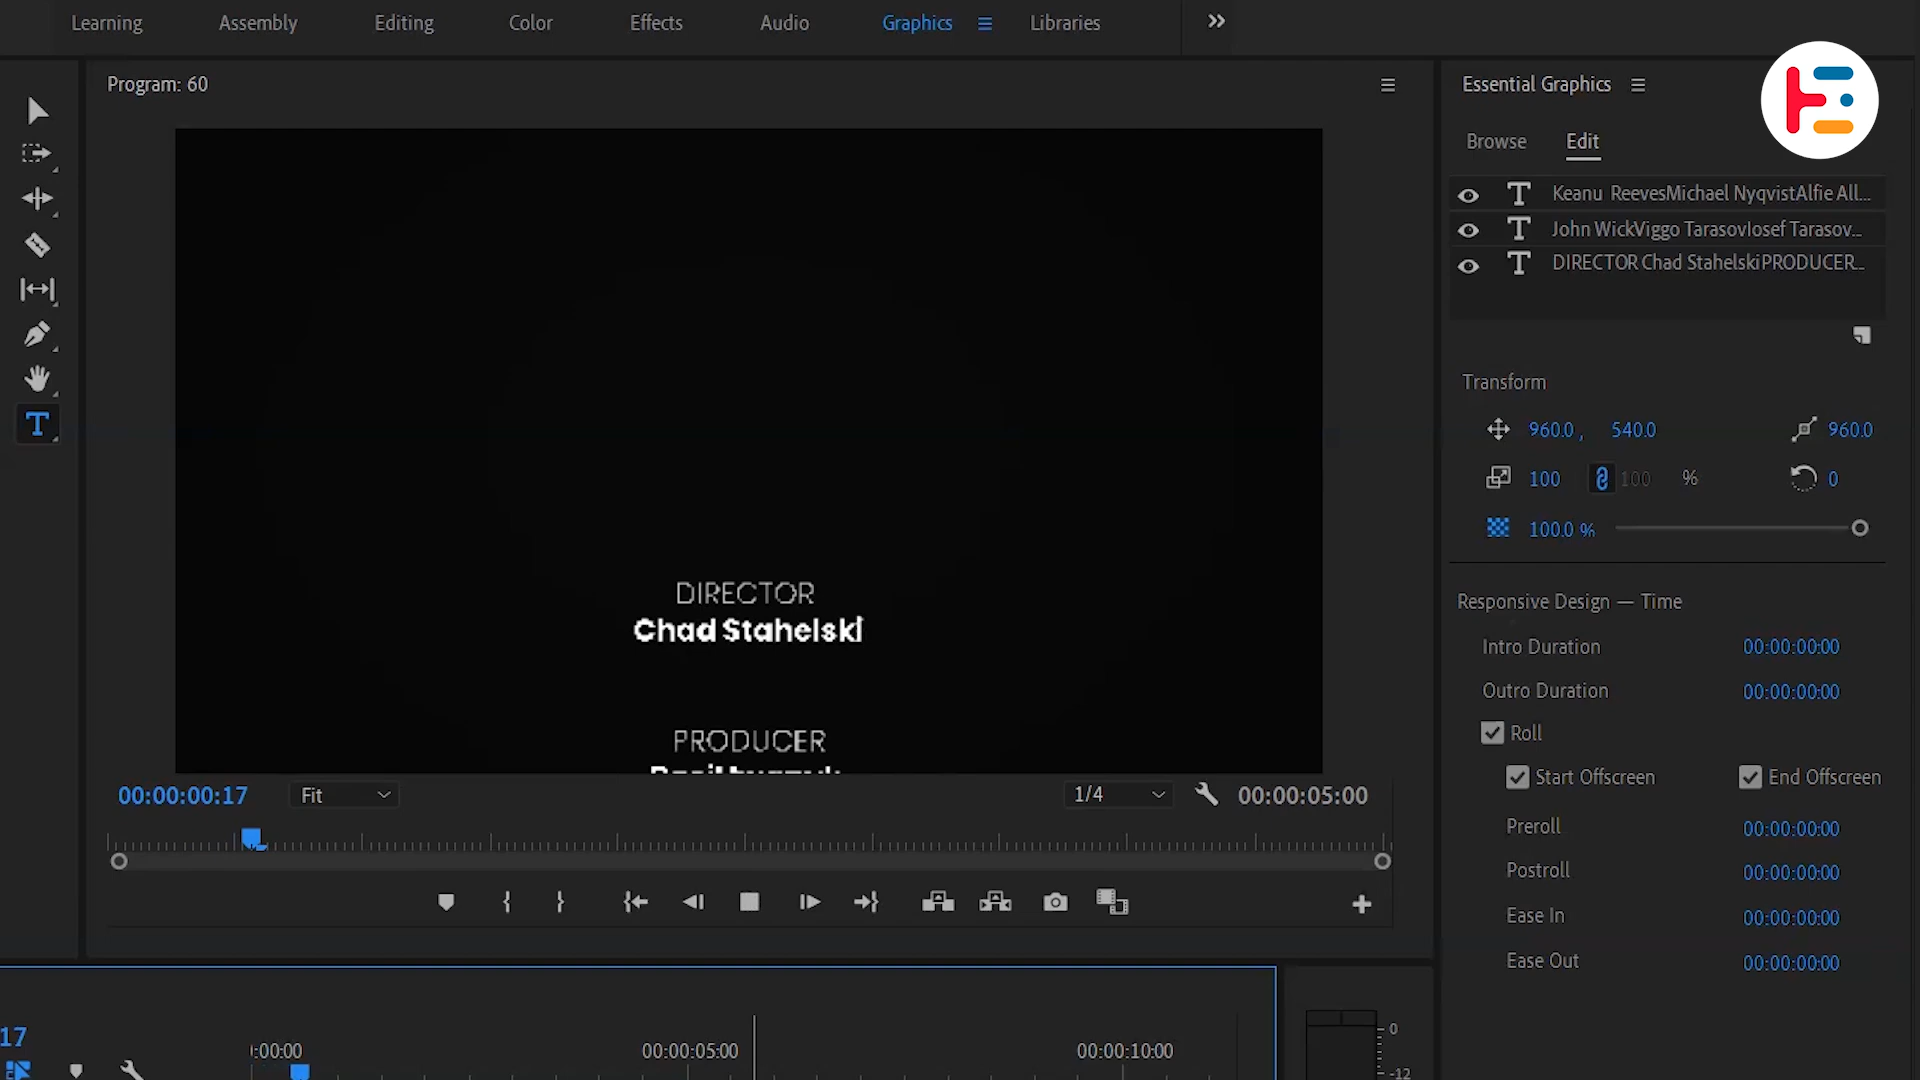 Learning Assembly Editing Color Effects Audio Graphics Libraries
Program: 60
DIRECTOR
Chad Stahelski
PRODUCER
00:00:00:17 Fit 1/4 00:00:05:00
17
:00:00 00:00:05:00 00:00:10:00
0
-12
Essential Graphics
Browse Edit
Keanu ReevesMichael NyqvistAlfie All...
John WickViggo TarasovIosef Tarasov...
DIRECTOR Chad StahelskiPRODUCER...
Transform
960.0 , 540.0 960.0
100 100 % 0
100.0 %
Responsive Design — Time
Intro Duration 00:00:00:00
Outro Duration 00:00:00:00
Roll
Start Offscreen End Offscreen
Preroll 00:00:00:00
Postroll 00:00:00:00
Ease In 00:00:00:00
Ease Out 00:00:00:00